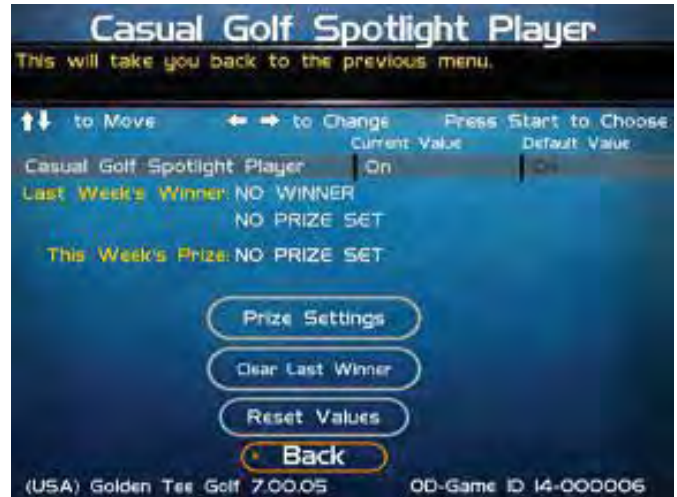 Casual Golf Spotlight Player
This will take you back to the previous menu.
to Move to Change Press Start to Choose
Current Value Default Value
Casual Golf Spotlight Player On On
Last Week's Winner: NO WINNER
NO PRIZE SET
This Week's Prize: NO PRIZE SET
Prize Settings
Clear Last Winner
Reset Values
Back
(USA) Golden Tee Golf 7.00.05 OD-Game ID 14-000006